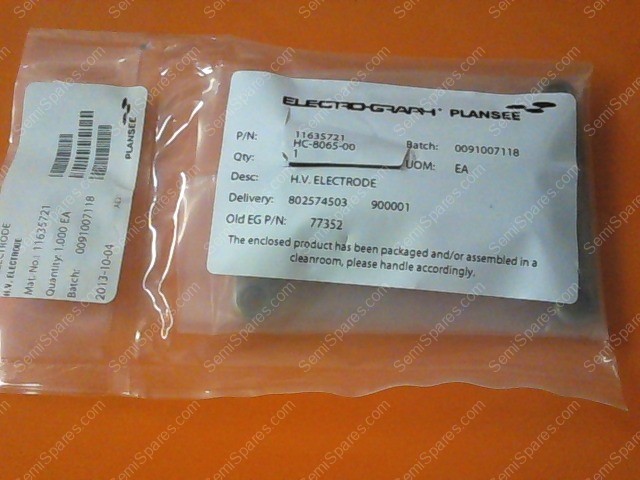 ELECTRO-GRAPH PLANSEE
P/N: 11635721
HC-8065-00 Batch: 0091007118
Qty: 1 UOM: EA
Desc: H.V. ELECTRODE
Delivery: 802574503 900001
Old EG P/N: 77352
The enclosed product has been packaged and/or assembled in a
cleanroom, please handle accordingly.
PLANSEE
H.V. ELECTRODE
Mat. No.: 11635721
Quantity: 1.000 EA
Batch: 0091007118
2013-10-04 AD
SemiSpares.com